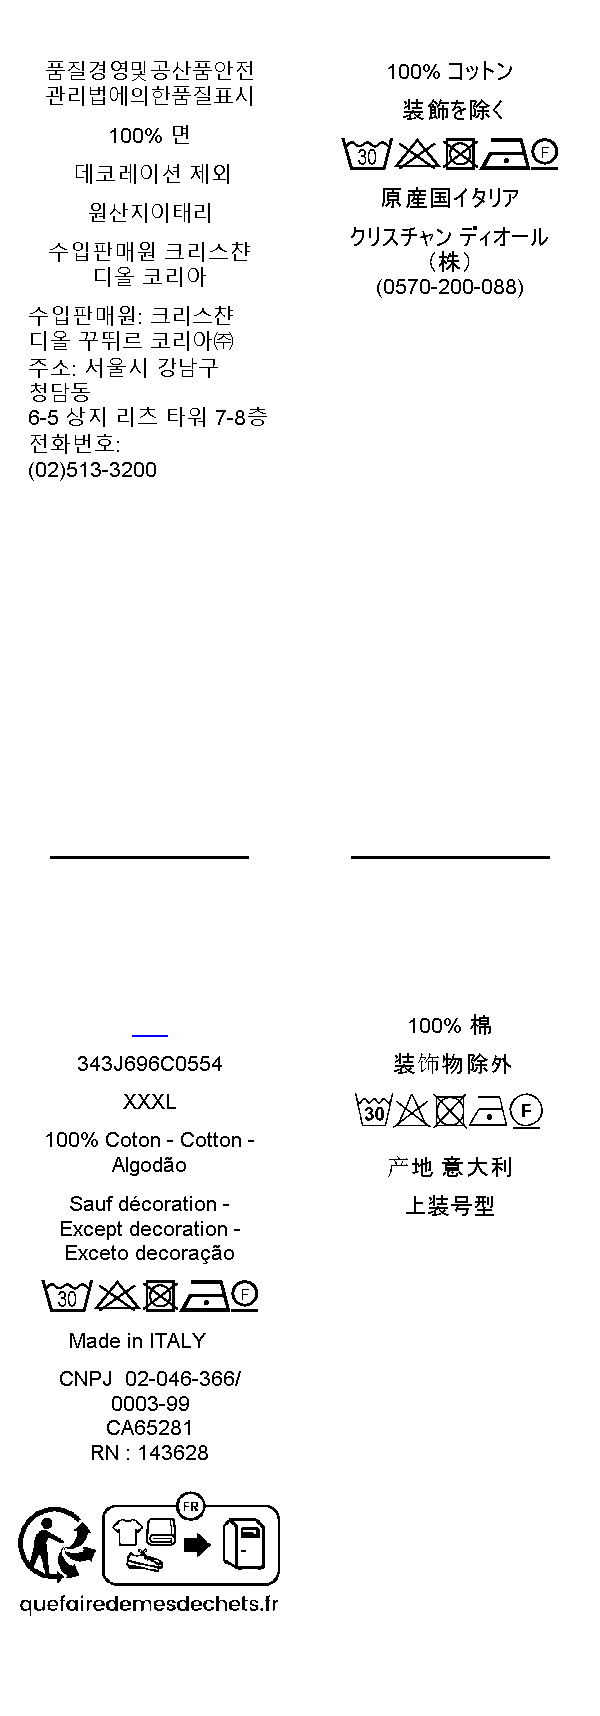 품질경영및공산품안전
관리법에의한품질표시
100% 면
데코레이션 제외
원산지이태리
수입판매원 크리스챤
디올 코리아
수입판매원: 크리스챤
디올 꾸뛰르 코리아㈜
주소: 서울시 강남구
청담동
6-5 상지 리츠 타워 7-8층
전화번호:
(02)513-3200
100% コットン
装飾を除く
30
F
原産国イタリア
クリスチャン ディオール
（株）
(0570-200-088)
343J696C0554
XXXL
100% Coton - Cotton -
Algodão
Sauf décoration -
Except decoration -
Exceto decoração
30
F
Made in ITALY
CNPJ 02-046-366/
0003-99
CA65281
RN : 143628
FR
quefairedemesdechets.fr
100% 棉
装饰物除外
30
F
产地 意大利
上装号型